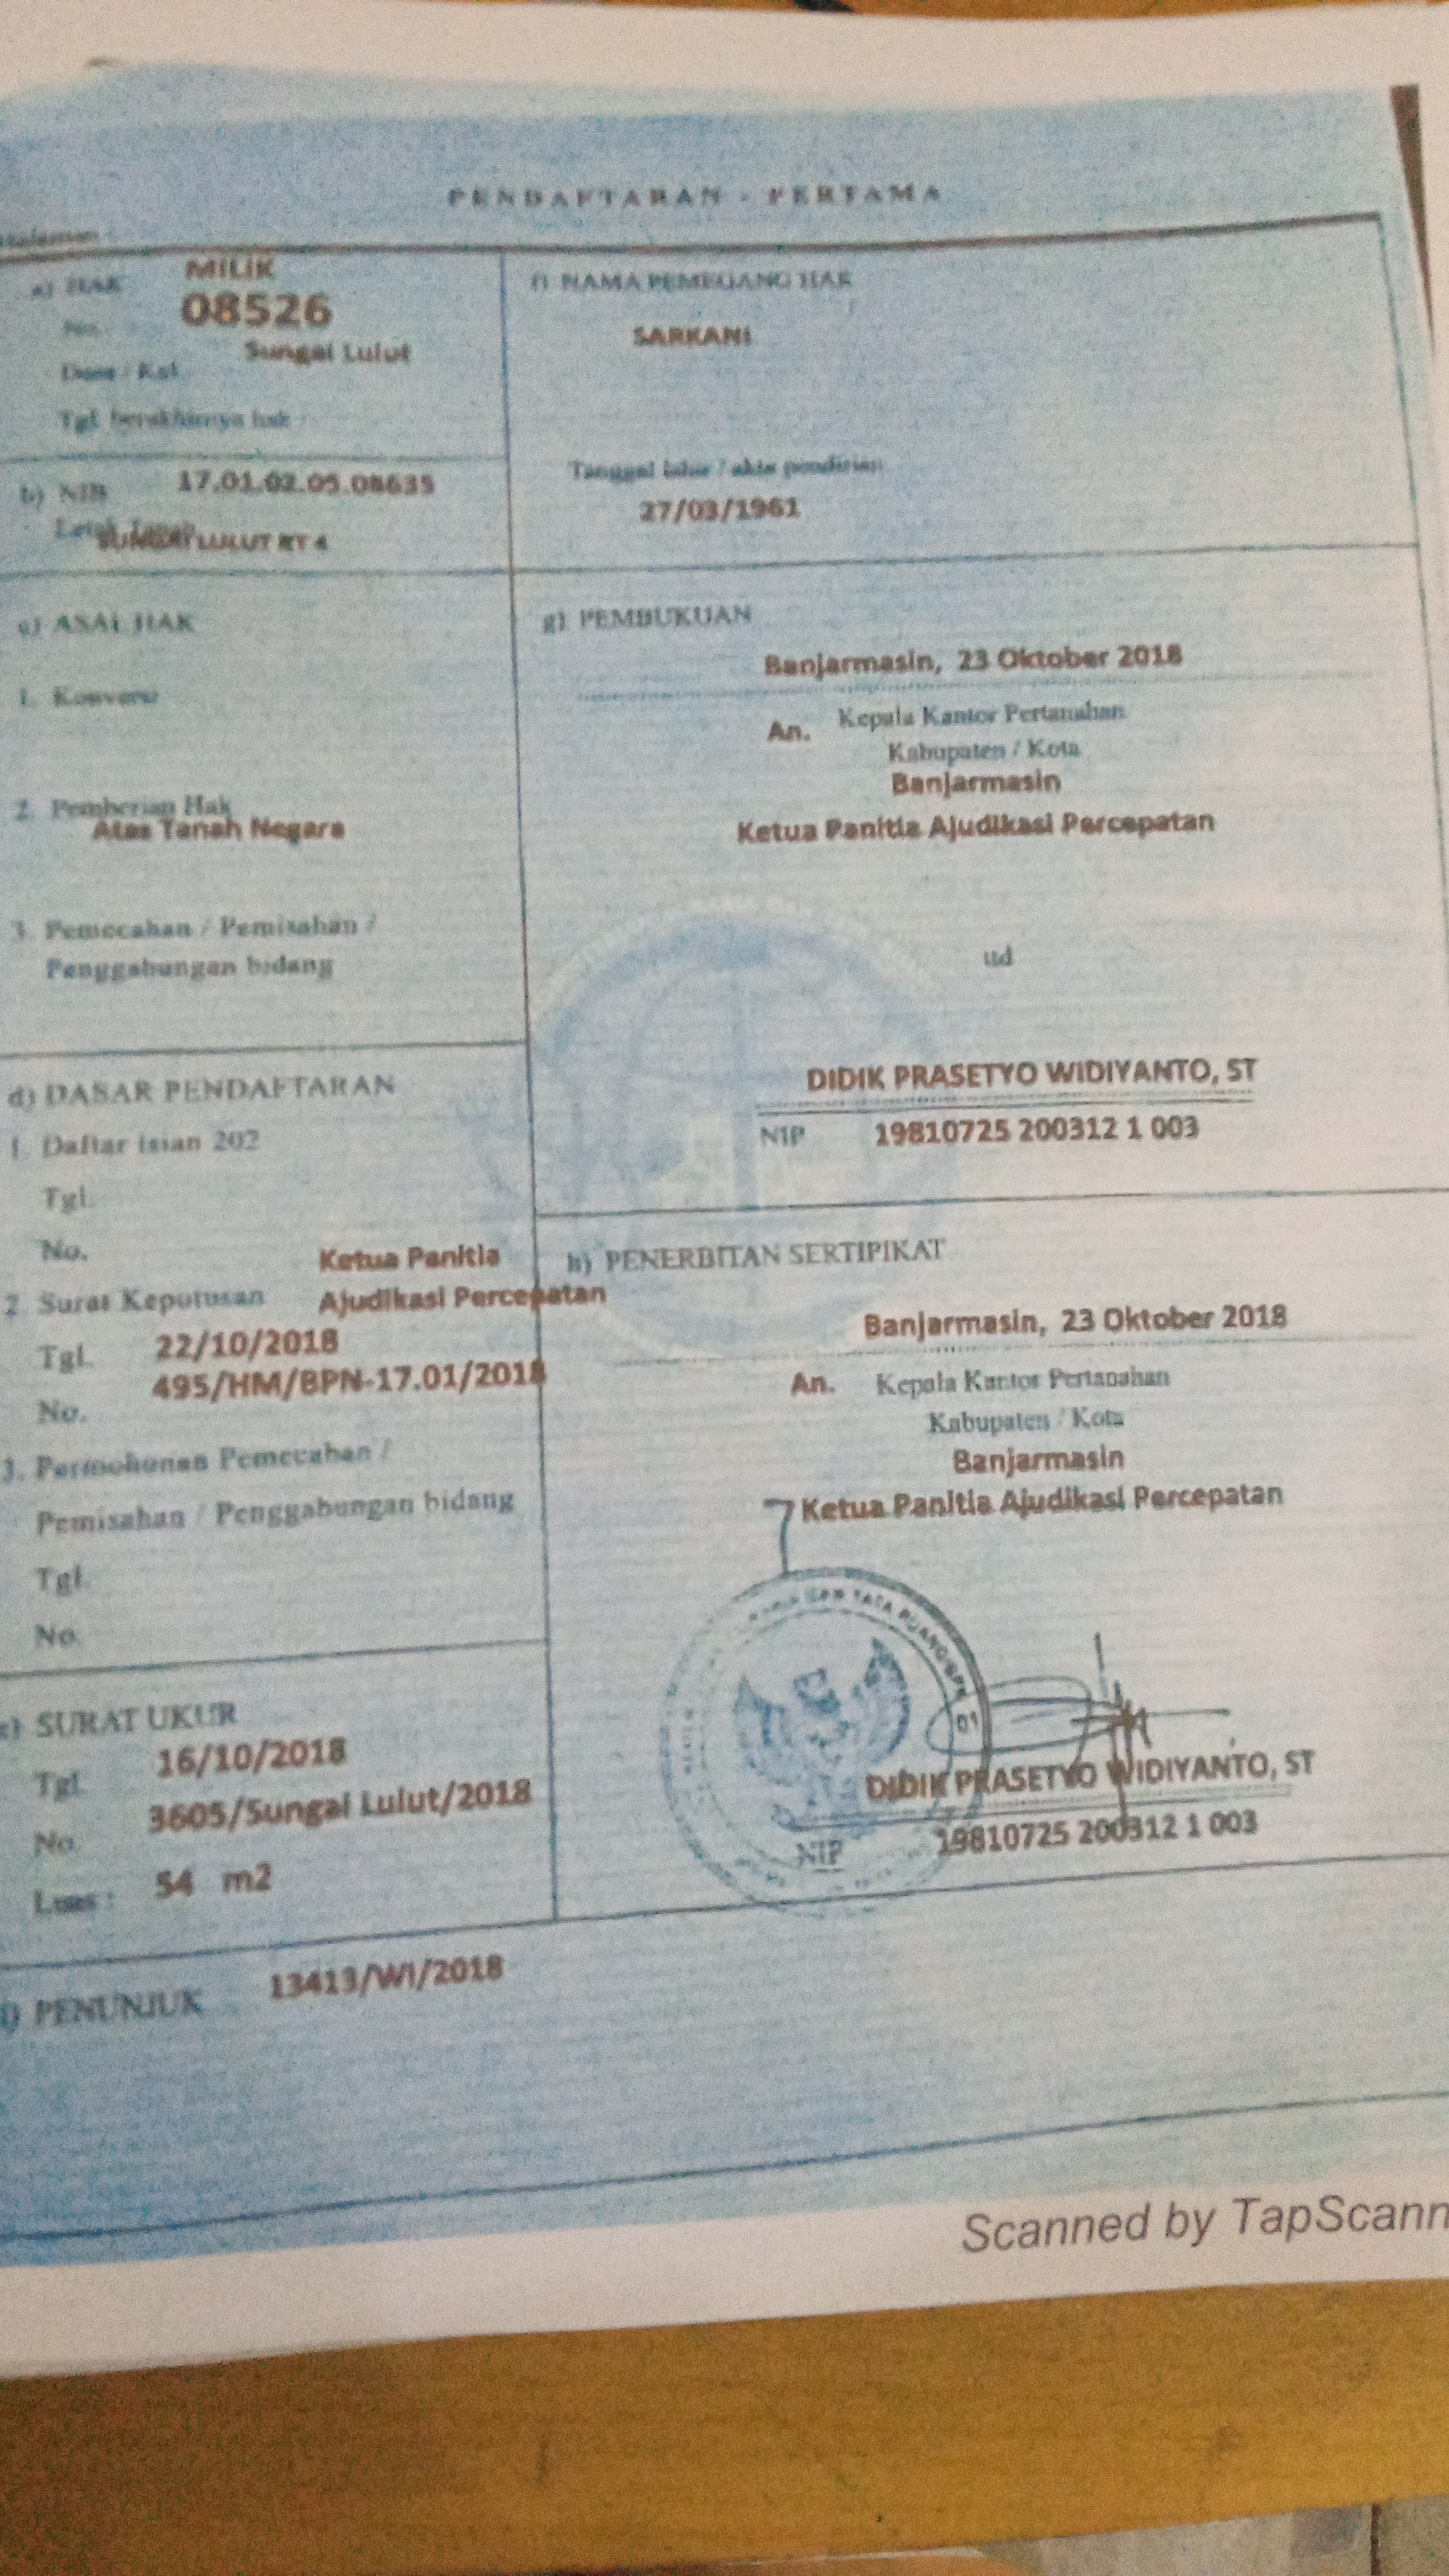 PENDAFTARAN - PERTAMA
Halaman
a) HAK MILIK
No. 08526
Desa / Kel. Sungai Lulut
Tgl. berakhirnya hak
b) NIB 17.01.02.05.08635
Letak Tanah
SUNGAI LULUT RT 4
c) ASAL HAK
1. Konversi
2. Pemberian Hak
Atas Tanah Negara
3. Pemecahan / Pemisahan /
Penggabungan bidang
d) DASAR PENDAFTARAN
1. Daftar Isian 202
Tgl.
No.
2. Surat Keputusan Ketua Panitia
Ajudikasi Percepatan
Tgl. 22/10/2018
No. 495/HM/BPN-17.01/2018
3. Permohonan Pemecahan /
Pemisahan / Penggabungan bidang
Tgl.
No.
e) SURAT UKUR
Tgl. 16/10/2018
No. 3605/Sungai Lulut/2018
Luas : 54 m2
f) NAMA PEMEGANG HAK
SARKANI
Tanggal lahir / akta pendirian
27/03/1961
g) PEMBUKUAN
Banjarmasin, 23 Oktober 2018
An. Kepala Kantor Pertanahan
Kabupaten / Kota
Banjarmasin
Ketua Panitia Ajudikasi Percepatan
ttd
DIDIK PRASETYO WIDIYANTO, ST
NIP 19810725 200312 1 003
h) PENERBITAN SERTIPIKAT
Banjarmasin, 23 Oktober 2018
An. Kepala Kantor Pertanahan
Kabupaten / Kota
Banjarmasin
Ketua Panitia Ajudikasi Percepatan
TATA RUANG/BPN
01
DIDIK PRASETYO WIDIYANTO, ST
NIP 19810725 200312 1 003
i) PENUNJUK 13413/WI/2018
Scanned by TapScann